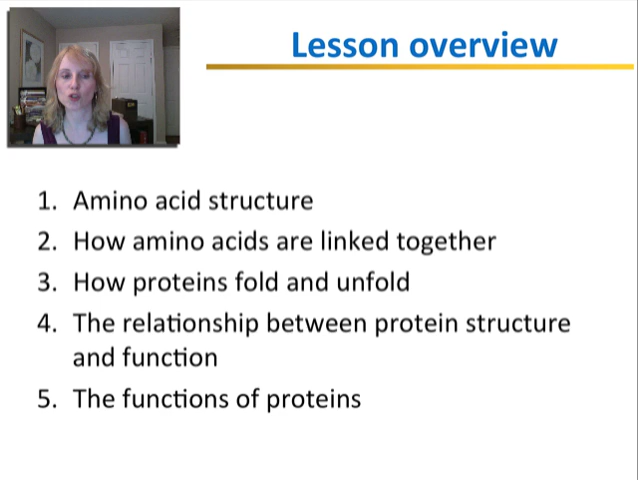 Lesson overview
1. Amino acid structure
2. How amino acids are linked together
3. How proteins fold and unfold
4. The relationship between protein structure
and function
5. The functions of proteins